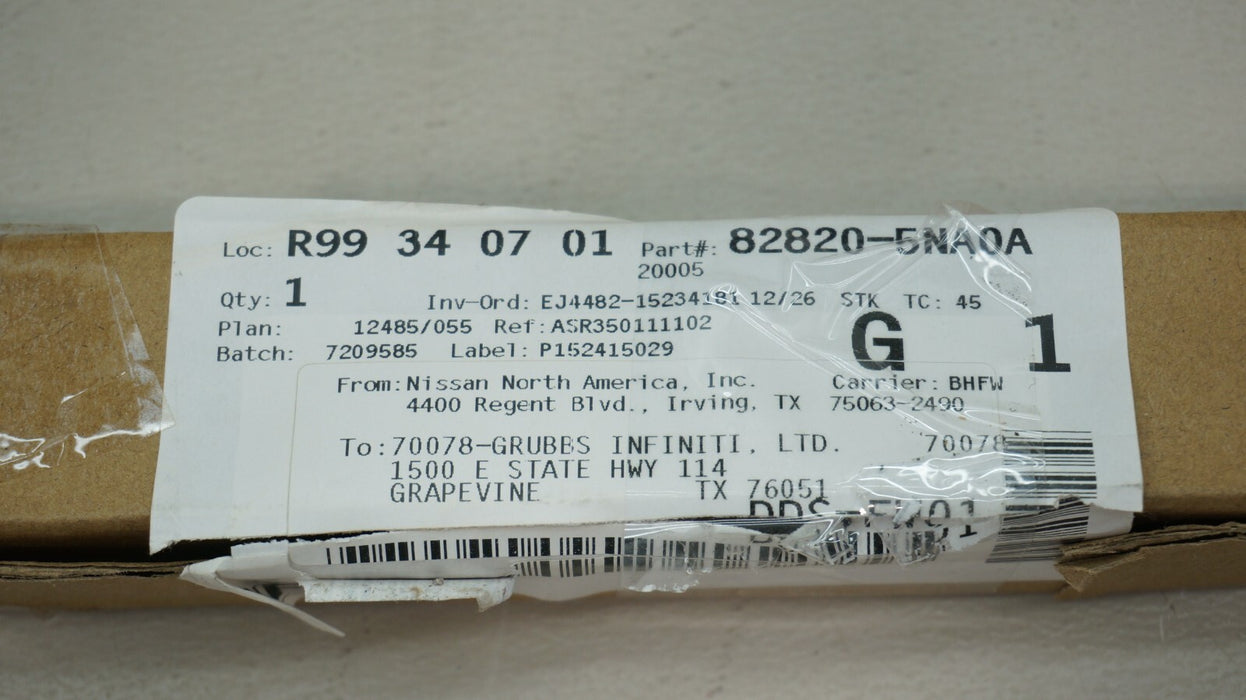 Loc: R99 34 07 01 Part#: 82820-5NA0A
20005
Qty: 1 Inv-Ord: EJ4482-15234181 12/26 STK TC: 45
Plan: 12485/055 Ref: ASR350111102
G 1
Batch: 7209585 Label: P152415029
From: Nissan North America, Inc. Carrier: BHFW
4400 Regent Blvd., Irving, TX 75063-2490
To: 70078-GRUBBS INFINITI, LTD. 70078
1500 E STATE HWY 114
GRAPEVINE TX 76051